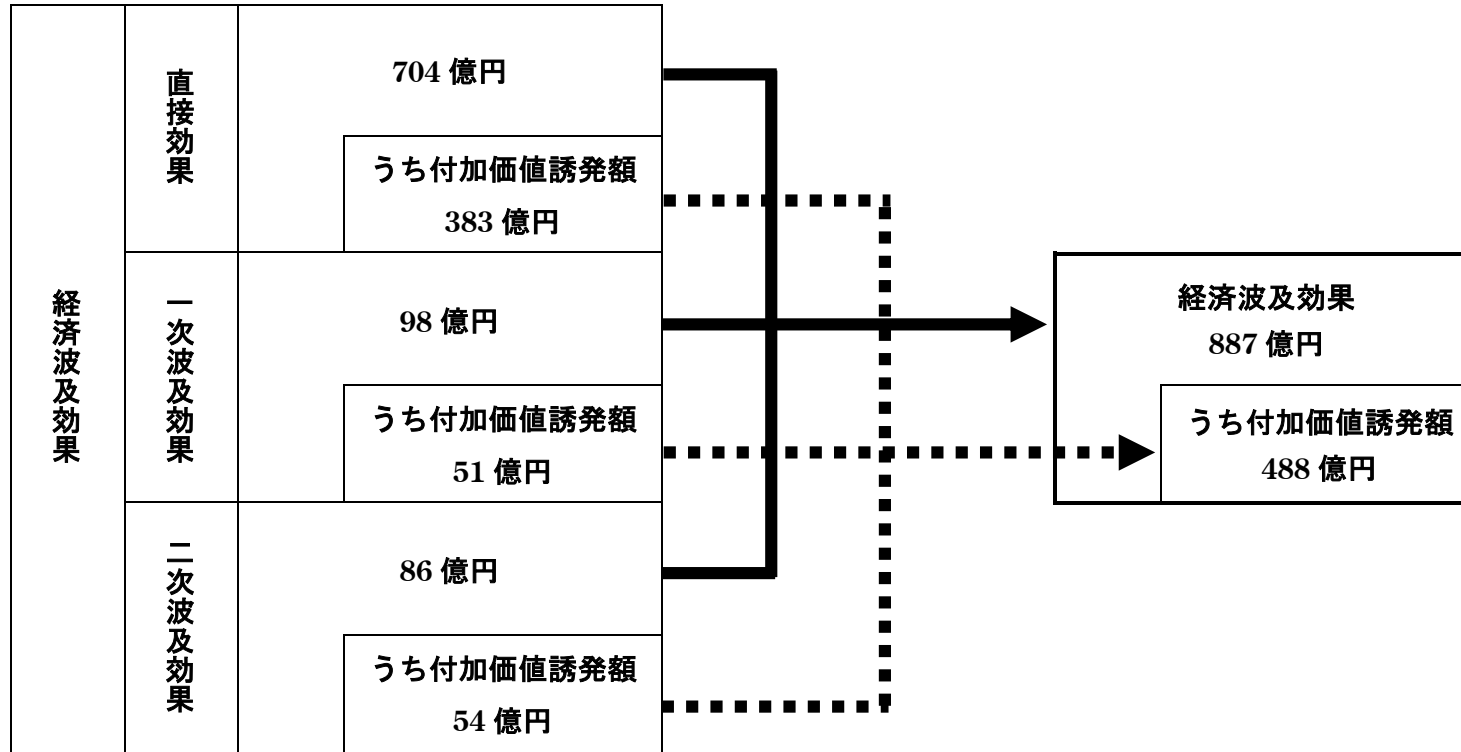 経済波及効果
直接効果
704 億円
うち付加価値誘発額
383 億円
一次波及効果
98 億円
うち付加価値誘発額
51 億円
二次波及効果
86 億円
うち付加価値誘発額
54 億円
経済波及効果
887 億円
うち付加価値誘発額
488 億円